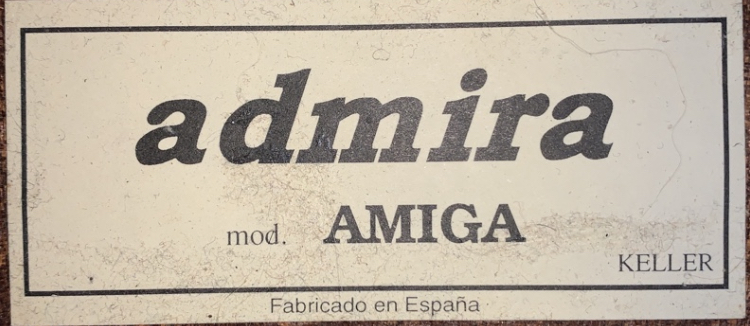 admira
mod. AMIGA
KELLER
Fabricado en España